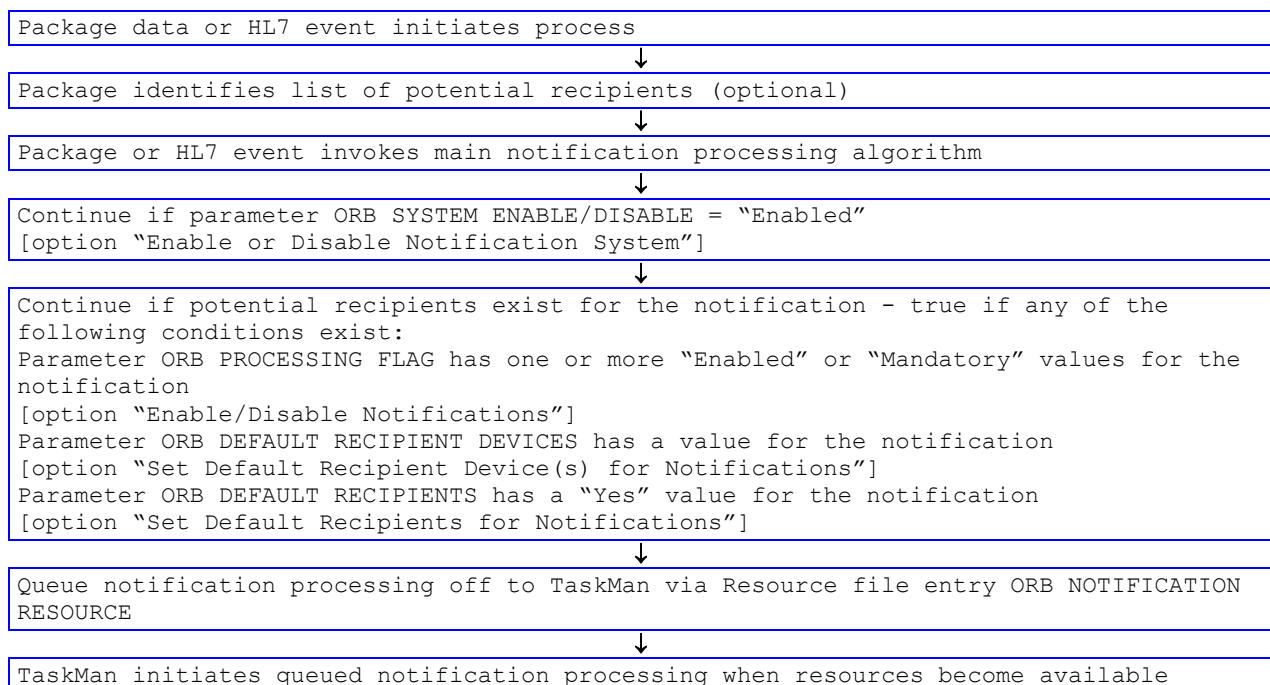 Package data or HL7 event initiates process
↓
Package identifies list of potential recipients (optional)
↓
Package or HL7 event invokes main notification processing algorithm
↓
Continue if parameter ORB SYSTEM ENABLE/DISABLE = “Enabled”
[option “Enable or Disable Notification System”]
↓
Continue if potential recipients exist for the notification - true if any of the
following conditions exist:
Parameter ORB PROCESSING FLAG has one or more “Enabled” or “Mandatory” values for the
notification
[option “Enable/Disable Notifications”]
Parameter ORB DEFAULT RECIPIENT DEVICES has a value for the notification
[option “Set Default Recipient Device(s) for Notifications”]
Parameter ORB DEFAULT RECIPIENTS has a “Yes” value for the notification
[option “Set Default Recipients for Notifications”]
↓
Queue notification processing off to TaskMan via Resource file entry ORB NOTIFICATION
RESOURCE
↓
TaskMan initiates queued notification processing when resources become available